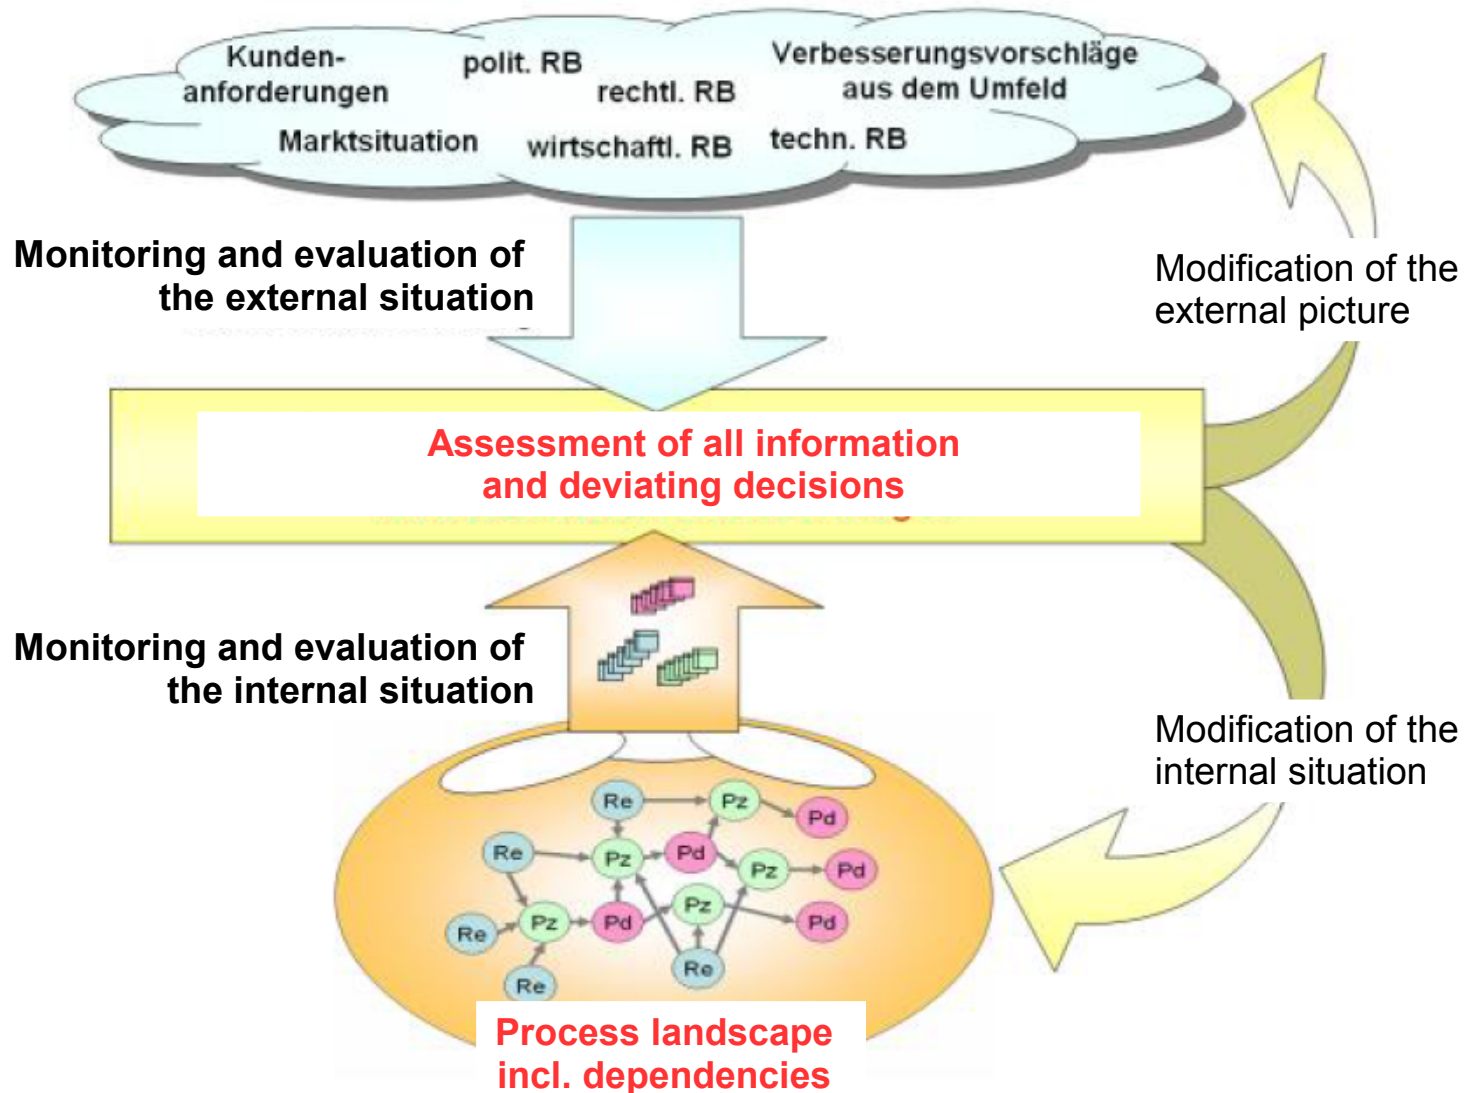 Kunden-
anforderungen
polit. RB
rechtl. RB
Verbesserungsvorschläge
aus dem Umfeld
Marktsituation
wirtschaftl. RB
techn. RB
Monitoring and evaluation of
the external situation
Modification of the
external picture
Assessment of all information
and deviating decisions
Monitoring and evaluation of
the internal situation
Modification of the
internal situation
Re
Pz
Pd
Re
Pz
Pd
Pz
Pd
Pz
Re
Pz
Pd
Pd
Re
Re
Process landscape
incl. dependencies